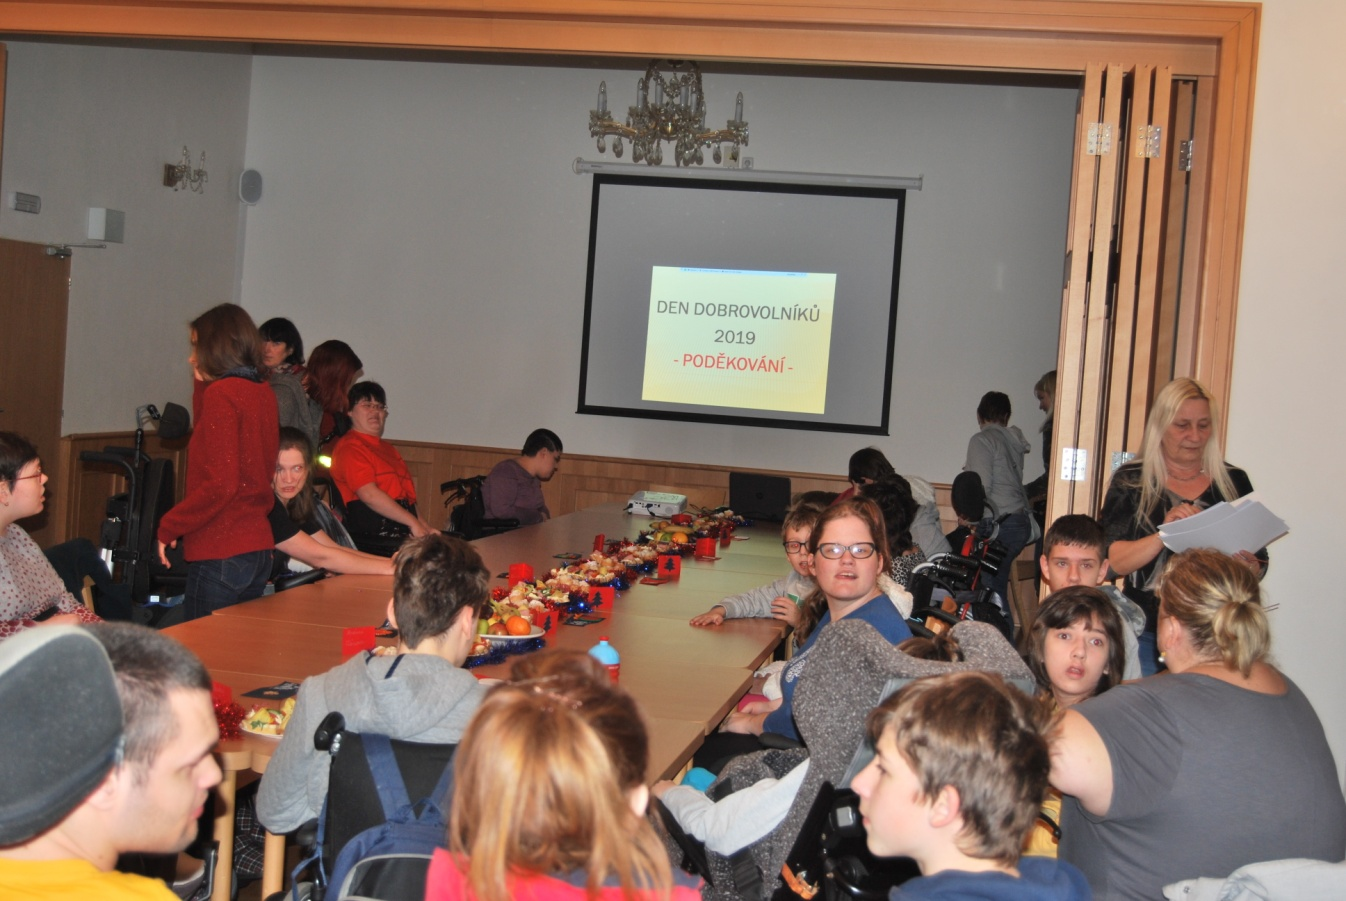 DEN DOBROVOLNÍKŮ
2019
- PODĚKOVÁNÍ -